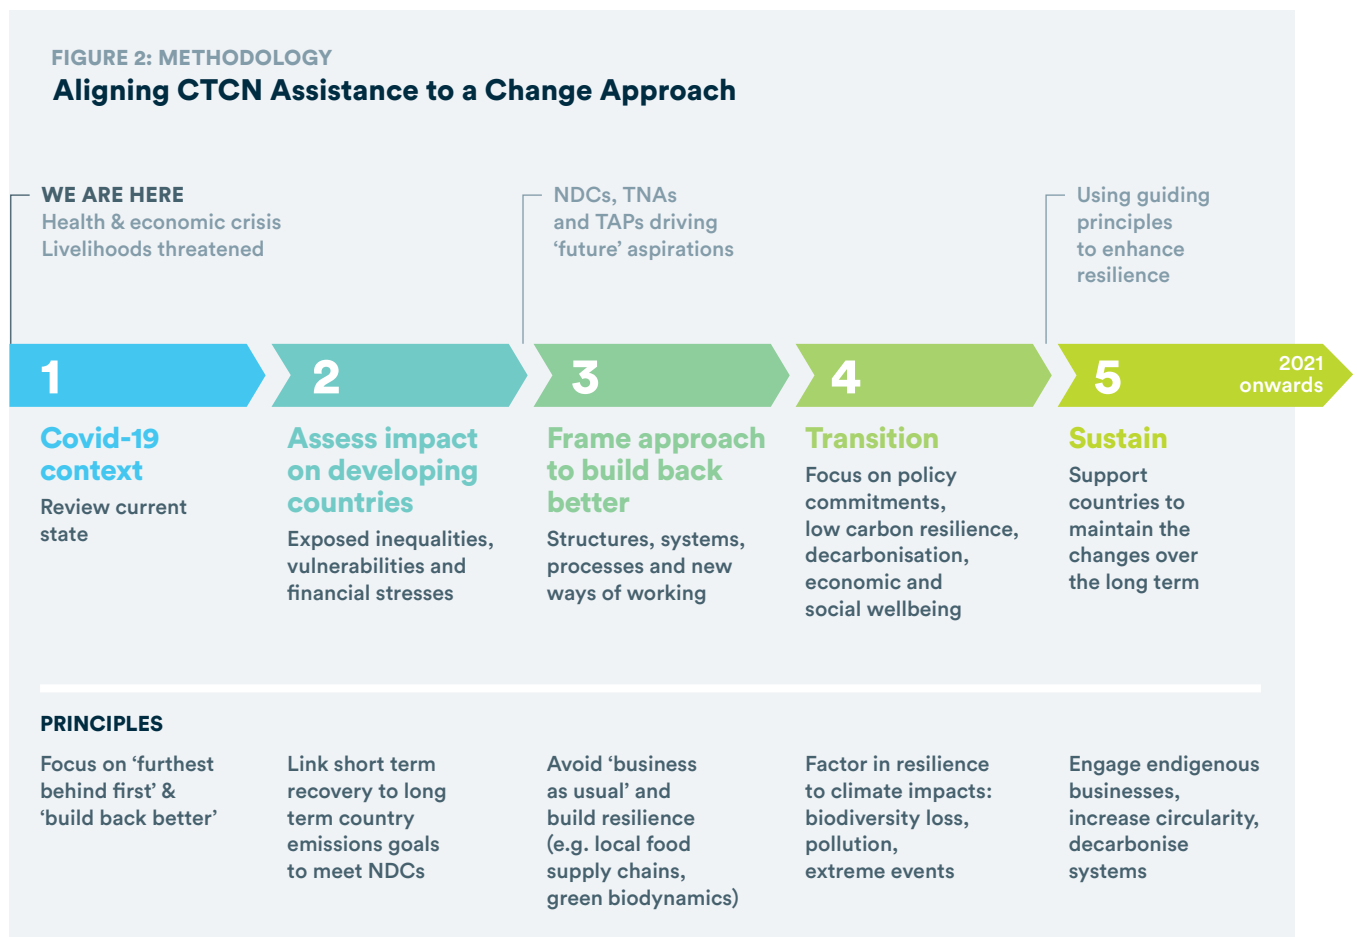 FIGURE 2: METHODOLOGY
Aligning CTCN Assistance to a Change Approach
WE ARE HERE
Health & economic crisis
Livelihoods threatened
NDCs, TNAs
and TAPs driving
‘future’ aspirations
Using guiding
principles
to enhance
resilience
1
2
3
4
5
2021
onwards
Covid-19
context
Review current
state
Assess impact
on developing
countries
Exposed inequalities,
vulnerabilities and
financial stresses
Frame approach
to build back
better
Structures, systems,
processes and new
ways of working
Transition
Focus on policy
commitments,
low carbon resilience,
decarbonisation,
economic and
social wellbeing
Sustain
Support
countries to
maintain the
changes over
the long term
PRINCIPLES
Focus on ‘furthest
behind first’ &
‘build back better’
Link short term
recovery to long
term country
emissions goals
to meet NDCs
Avoid ‘business
as usual’ and
build resilience
(e.g. local food
supply chains,
green biodynamics)
Factor in resilience
to climate impacts:
biodiversity loss,
pollution,
extreme events
Engage endigenous
businesses,
increase circularity,
decarbonise
systems